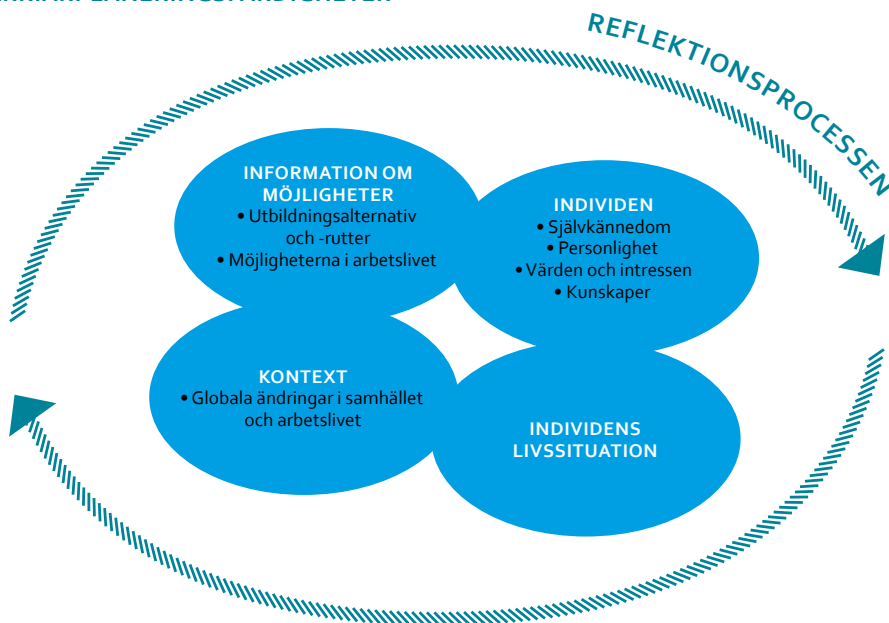 REFLEKTIONSPROCESSEN
INFORMATION OM
MÖJLIGHETER
• Utbildningsalternativ
och -rutter
• Möjligheterna i arbetslivet
INDIVIDEN
• Självkännedom
• Personlighet
• Värden och intressen
• Kunskaper
KONTEXT
• Globala ändringar i samhället
och arbetslivet
INDIVIDENS
LIVSSITUATION